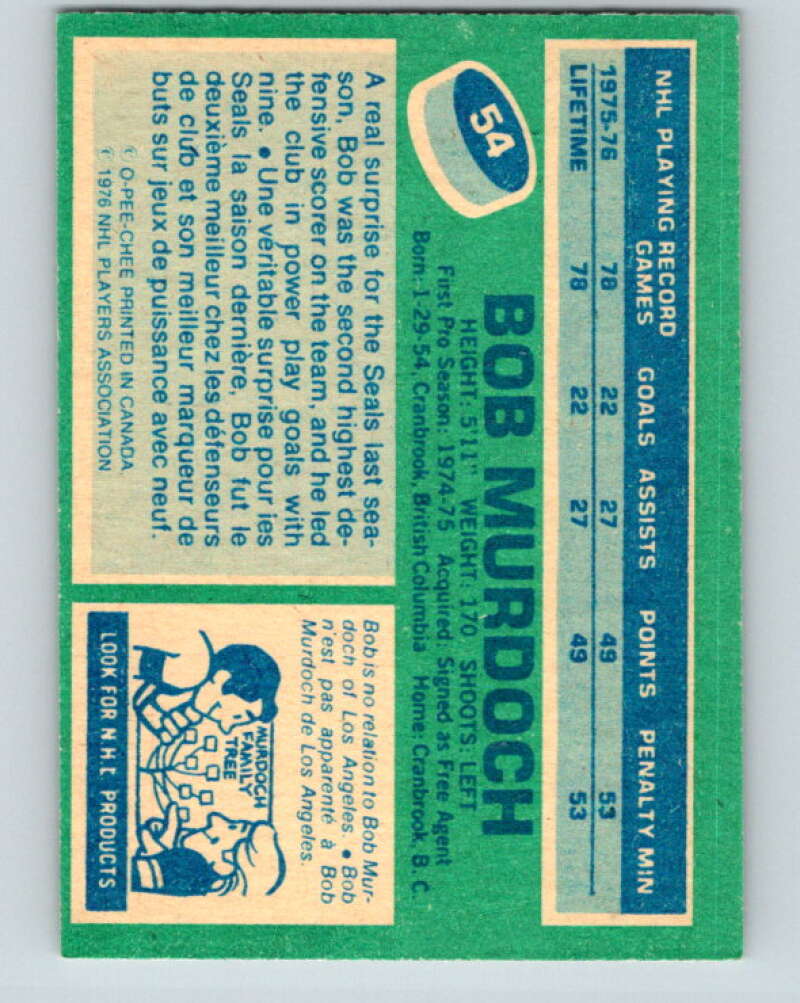 NHL PLAYING RECORD
GAMES GOALS ASSISTS POINTS PENALTY MIN
1975-76 78 22 27 49 53
LIFETIME 78 22 27 49 53
54
BOB MURDOCH
HEIGHT: 5'11" WEIGHT: 170 SHOOTS: LEFT
First Pro Season: 1974-75 Acquired: Signed as Free Agent
Born: 1-29-54, Cranbrook, British Columbia Home: Cranbrook, B. C.
A real surprise for the Seals last sea-
son, Bob was the second highest de-
fensive scorer on the team, and he led
the club in power play goals with
nine. • Une véritable surprise pour les
Seals la saison dernière, Bob fut le
deuxième meilleur chez les défenseurs
de club et son meilleur marqueur de
buts sur jeux de puissance avec neuf.
© O-PEE-CHEE PRINTED IN CANADA
© 1976 NHL PLAYERS ASSOCIATION
Bob is no relation to Bob Mur-
doch of Los Angeles. • Bob
n'est pas apparenté à Bob
Murdoch de Los Angeles.
MURDOCH
FAMILY
TREE
LOOK FOR N.H.L PRODUCTS